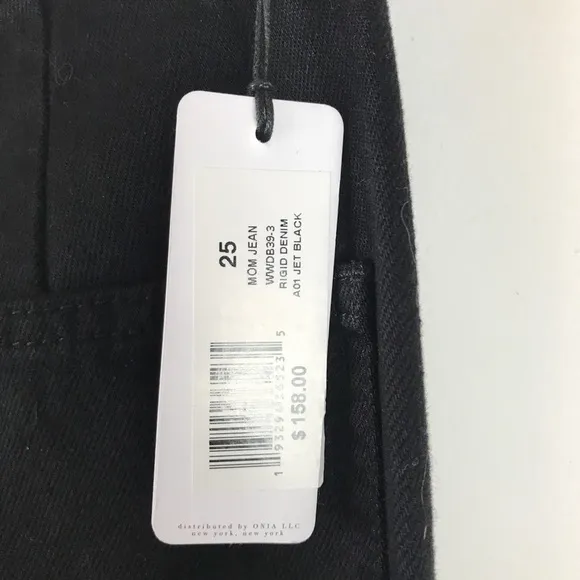 25
MOM JEAN
WWDB39-3
RIGID DENIM
A01 JET BLACK
$ 158.00
distributed by ONIA LLC
new york, new york